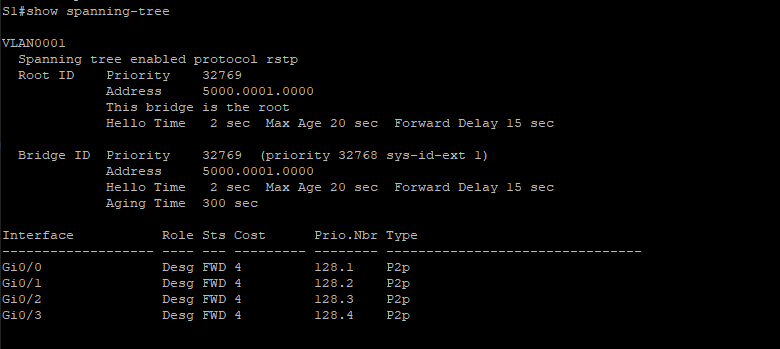 S1#show spanning-tree

VLAN0001
  Spanning tree enabled protocol rstp
  Root ID    Priority    32769
             Address     5000.0001.0000
             This bridge is the root
             Hello Time   2 sec  Max Age 20 sec  Forward Delay 15 sec

  Bridge ID  Priority    32769  (priority 32768 sys-id-ext 1)
             Address     5000.0001.0000
             Hello Time   2 sec  Max Age 20 sec  Forward Delay 15 sec
             Aging Time  300 sec

Interface           Role Sts Cost      Prio.Nbr Type
------------------- ---- --- --------- -------- --------------------------------
Gi0/0               Desg FWD 4         128.1    P2p
Gi0/1               Desg FWD 4         128.2    P2p
Gi0/2               Desg FWD 4         128.3    P2p
Gi0/3               Desg FWD 4         128.4    P2p